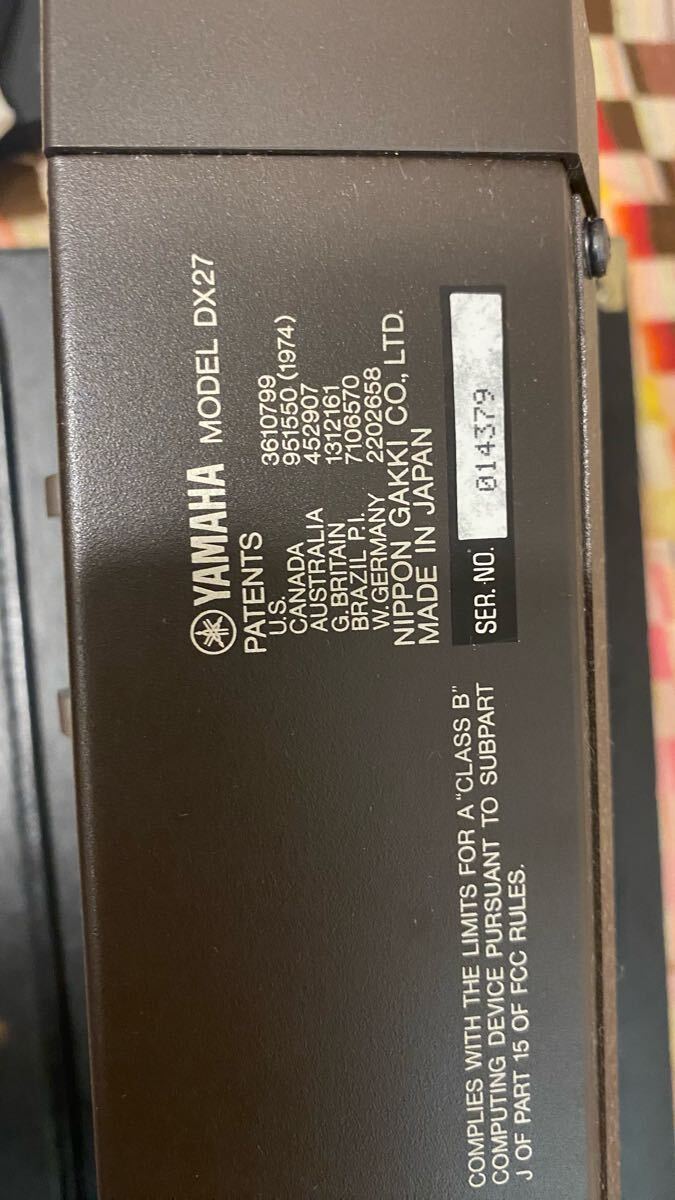 YAMAHA MODEL DX27
PATENTS
U.S. 3610799
CANADA 951550 (1974)
AUSTRALIA 452907
G.BRITAIN 1312161
BRAZIL P.I. 7106570
W.GERMANY 2202658
NIPPON GAKKI CO., LTD.
MADE IN JAPAN
SER. NO. 014379
COMPLIES WITH THE LIMITS FOR A "CLASS B"
COMPUTING DEVICE PURSUANT TO SUBPART
J OF PART 15 OF FCC RULES.